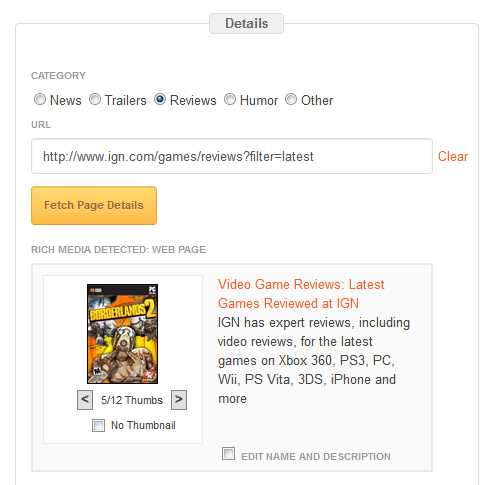 Details
CATEGORY
News Trailers Reviews Humor Other
URL
http://www.ign.com/games/reviews?filter=latest Clear
Fetch Page Details
RICH MEDIA DETECTED: WEB PAGE
PC DVD PC
BORDERLANDS 2
2K
< 5/12 Thumbs >
No Thumbnail
Video Game Reviews: Latest
Games Reviewed at IGN
IGN has expert reviews, including
video reviews, for the latest
games on Xbox 360, PS3, PC,
Wii, PS Vita, 3DS, iPhone and
more
EDIT NAME AND DESCRIPTION